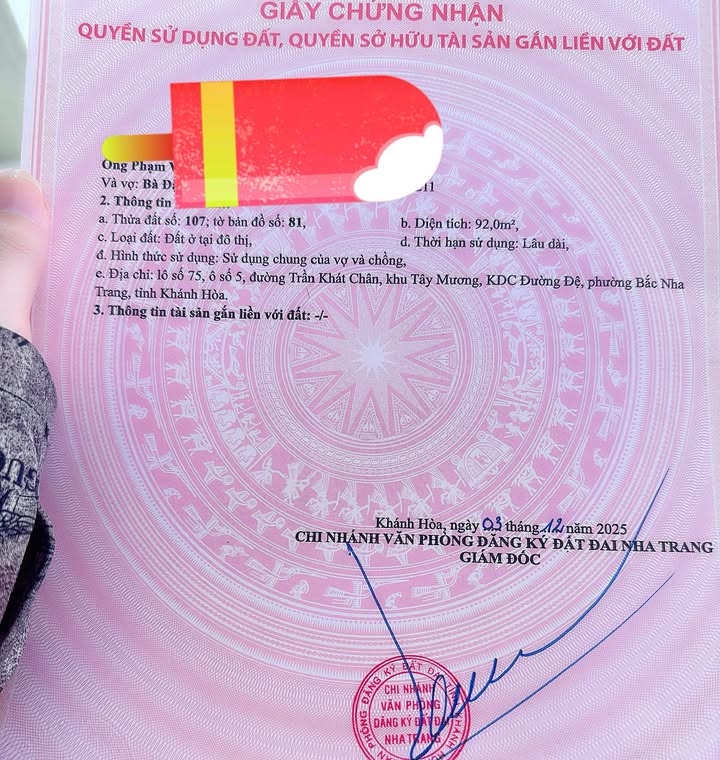 GIẤY CHỨNG NHẬN
QUYỀN SỬ DỤNG ĐẤT, QUYỀN SỞ HỮU TÀI SẢN GẮN LIỀN VỚI ĐẤT
Ông Phạm
Và vợ: Bà 11
2. Thông tin
a. Thửa đất số: 107; tờ bản đồ số: 81, b. Diện tích: 92,0m²,
c. Loại đất: Đất ở tại đô thị, d. Thời hạn sử dụng: Lâu dài,
đ. Hình thức sử dụng: Sử dụng chung của vợ và chồng,
e. Địa chỉ: lô số 75, ô số 5, đường Trần Khát Chân, khu Tây Mương, KDC Đường Đệ, phường Bắc Nha
Trang, tỉnh Khánh Hòa.
3. Thông tin tài sản gắn liền với đất: -/-
Khánh Hòa, ngày 03 tháng 12 năm 2025
CHI NHÁNH VĂN PHÒNG ĐĂNG KÝ ĐẤT ĐAI NHA TRANG
GIÁM ĐỐC
CHI NHÁNH
VĂN PHÒNG
ĐĂNG KÝ ĐẤT
NHA TRANG